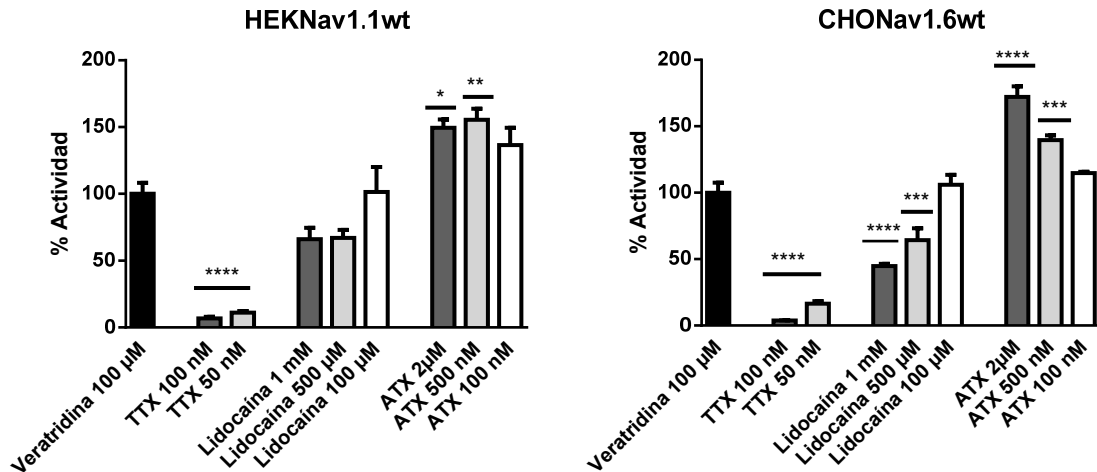 HEKNav1.1wt
% Actividad
200
150
100
50
0
****
*
**
Veratridina 100 µM
TTX 100 nM
TTX 50 nM
Lidocaína 1 mM
Lidocaína 500 µM
Lidocaína 100 µM
ATX 2µM
ATX 500 nM
ATX 100 nM
CHONav1.6wt
% Actividad
200
150
100
50
0
****
****
***
****
***
Veratridina 100 µM
TTX 100 nM
TTX 50 nM
Lidocaína 1 mM
Lidocaína 500 µM
Lidocaína 100 µM
ATX 2µM
ATX 500 nM
ATX 100 nM